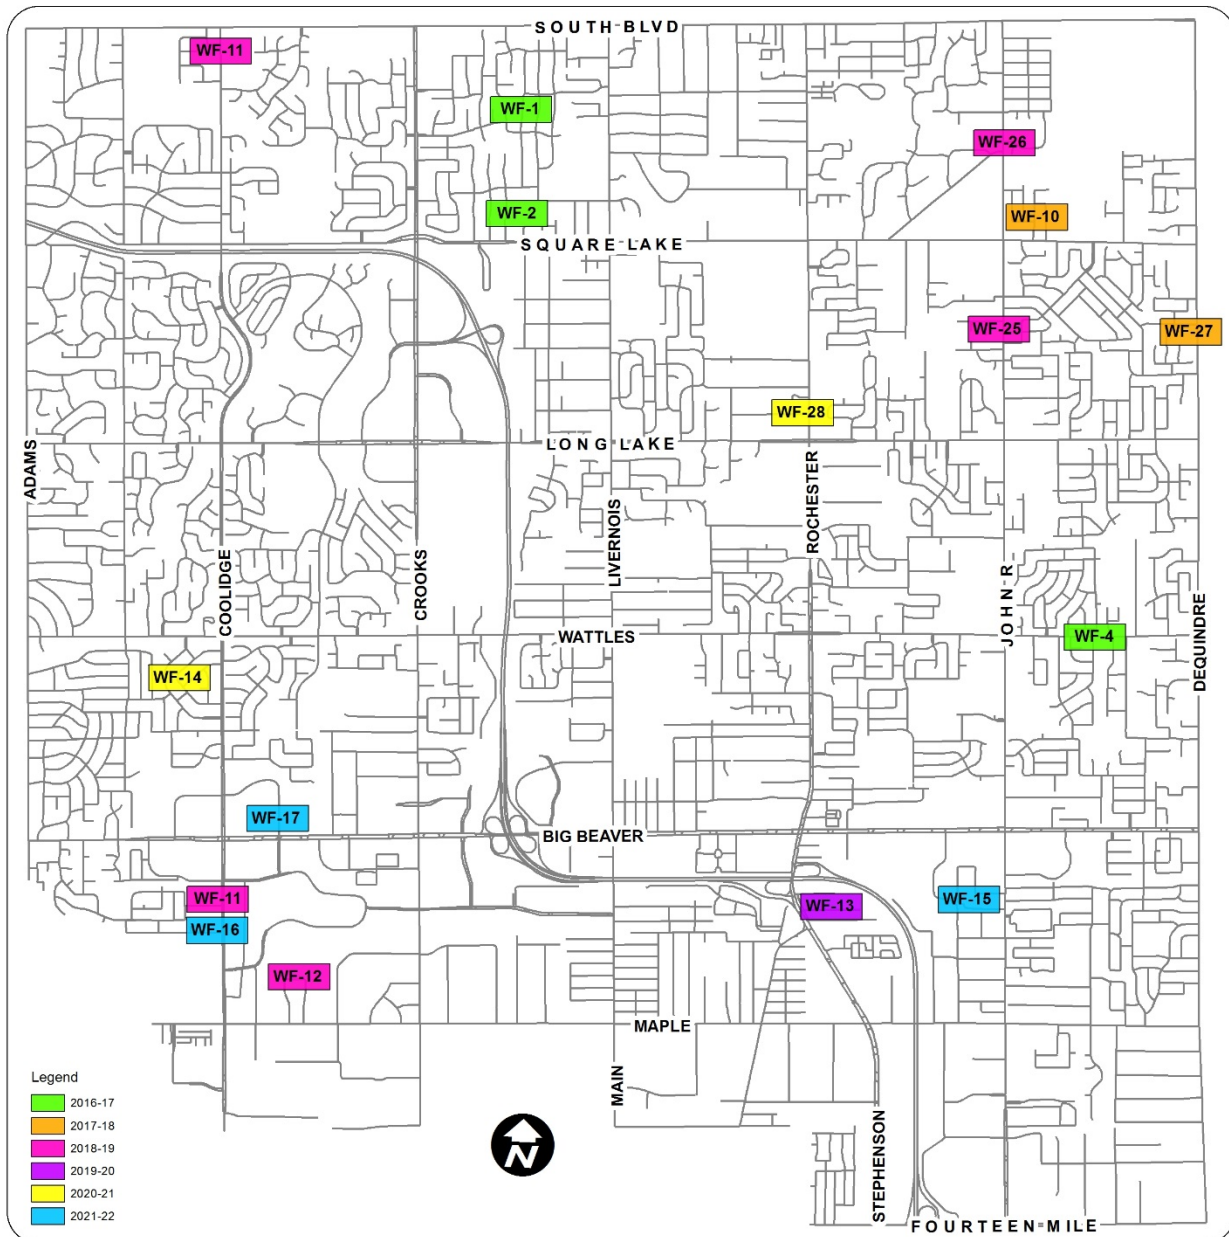 SOUTH BLVD
WF-11
WF-1
WF-26
WF-2
WF-10
SQUARE LAKE
WF-25
WF-27
WF-28
LONG LAKE
ADAMS
ROCHESTER
LIVERNOIS
COOLIDGE
CROOKS
JOHN R
WATTLES
WF-4
DEQUINDRE
WF-14
WF-17
BIG BEAVER
WF-11
WF-13
WF-15
WF-16
WF-12
MAPLE
MAIN
STEPHENSON
Legend
2016-17
2017-18
2018-19
2019-20
2020-21
2021-22
N
FOURTEEN MILE